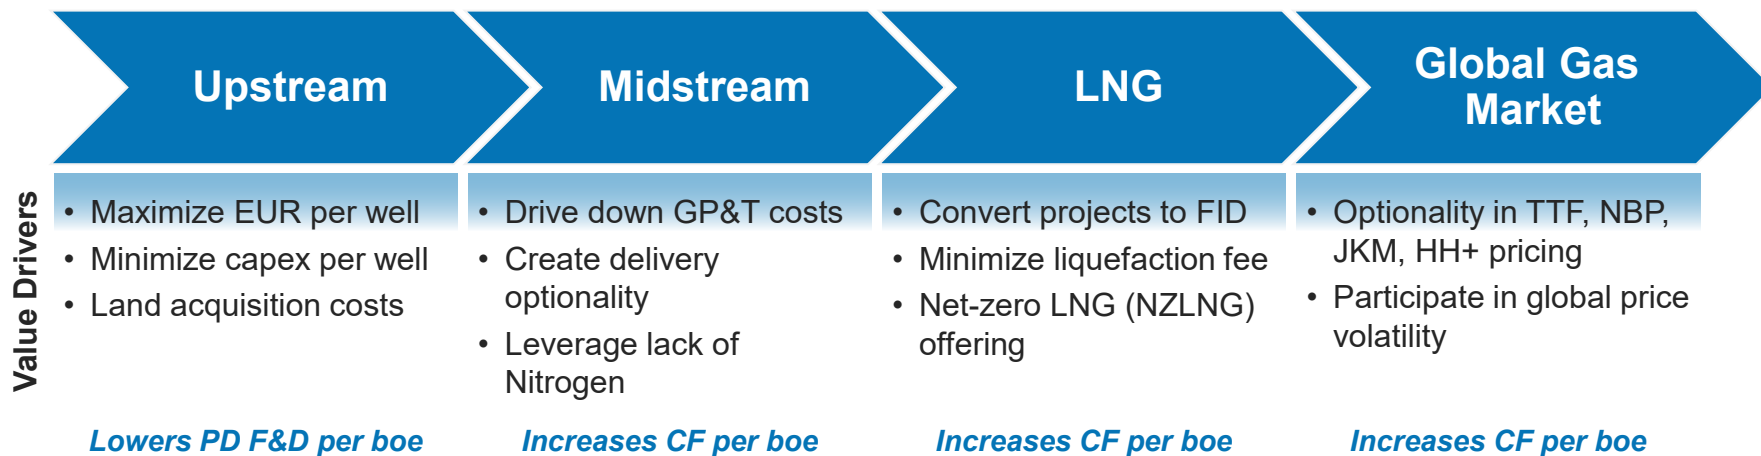 Upstream
Midstream
LNG
Global Gas
Market
Value Drivers
• Maximize EUR per well
• Minimize capex per well
• Land acquisition costs
Lowers PD F&D per boe
• Drive down GP&T costs
• Create delivery
optionality
• Leverage lack of
Nitrogen
Increases CF per boe
• Convert projects to FID
• Minimize liquefaction fee
• Net-zero LNG (NZLNG)
offering
Increases CF per boe
• Optionality in TTF, NBP,
JKM, HH+ pricing
• Participate in global price
volatility
Increases CF per boe